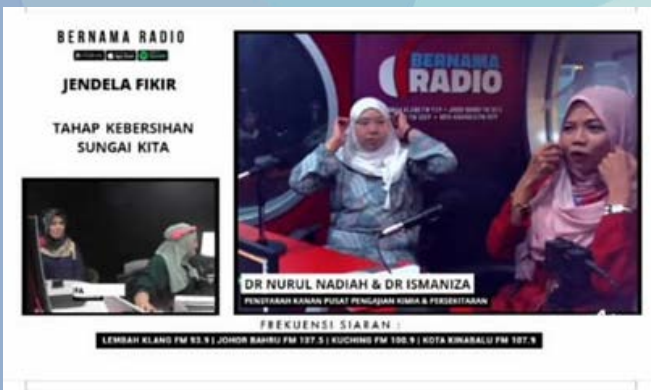 BERNAMA RADIO
JENDELA FIKIR
TAHAP KEBERSIHAN
SUNGAI KITA
BERNAMA
RADIO
DR NURUL NADIAH & DR ISMANIZA
PENSYARAH KANAN PUSAT PENGAJIAN KIMIA & PERSEKITARAN
FREKUENSI SIARAN :
LEMBAH KLANG FM 93.9 | JOHOR BAHRU FM 107.5 | KUCHING FM 100.9 | KOTA KINABALU FM 107.9